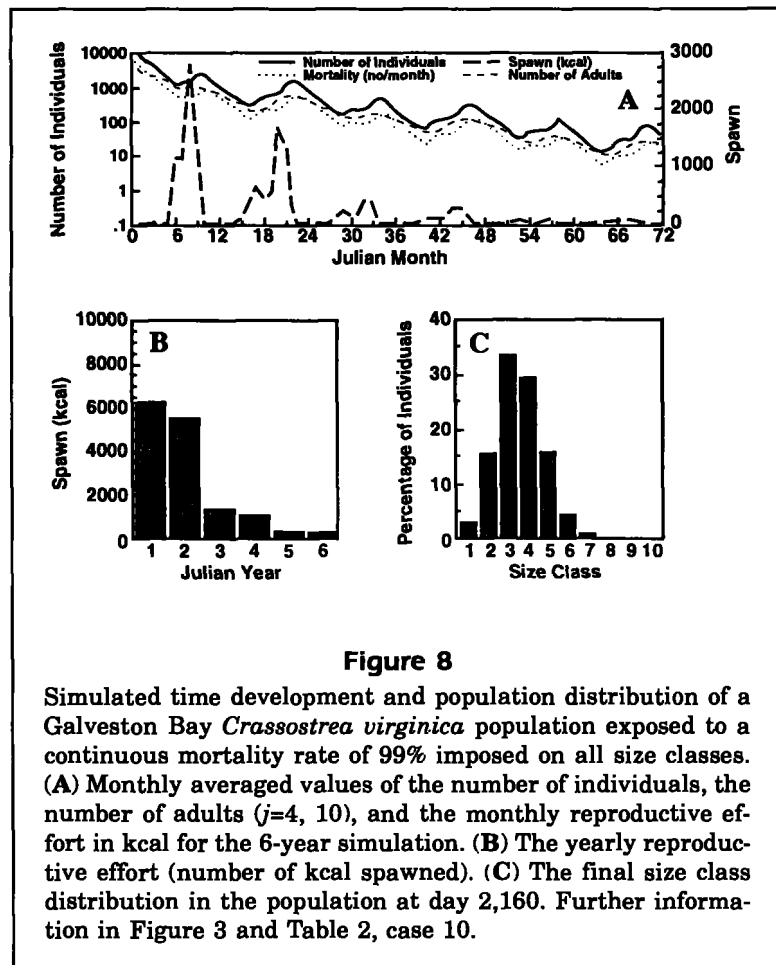 Number of Individuals
Spawn (kcal)
Mortality (no/month)
Number of Adults
A
10000
1000
100
10
1
.1
Number of Individuals
3000
2000
1000
0
Spawn
0 6 12 18 24 30 36 42 48 54 60 66 72
Julian Month
B
10000
8000
6000
4000
2000
0
Spawn (kcal)
1 2 3 4 5 6
Julian Year
C
40
30
20
10
0
Percentage of Individuals
1 2 3 4 5 6 7 8 9 10
Size Class
Figure 8
Simulated time development and population distribution of a
Galveston Bay Crassostrea virginica population exposed to a
continuous mortality rate of 99% imposed on all size classes.
(A) Monthly averaged values of the number of individuals, the
number of adults (j=4, 10), and the monthly reproductive ef-
fort in kcal for the 6-year simulation. (B) The yearly reproduc-
tive effort (number of kcal spawned). (C) The final size class
distribution in the population at day 2,160. Further informa-
tion in Figure 3 and Table 2, case 10.